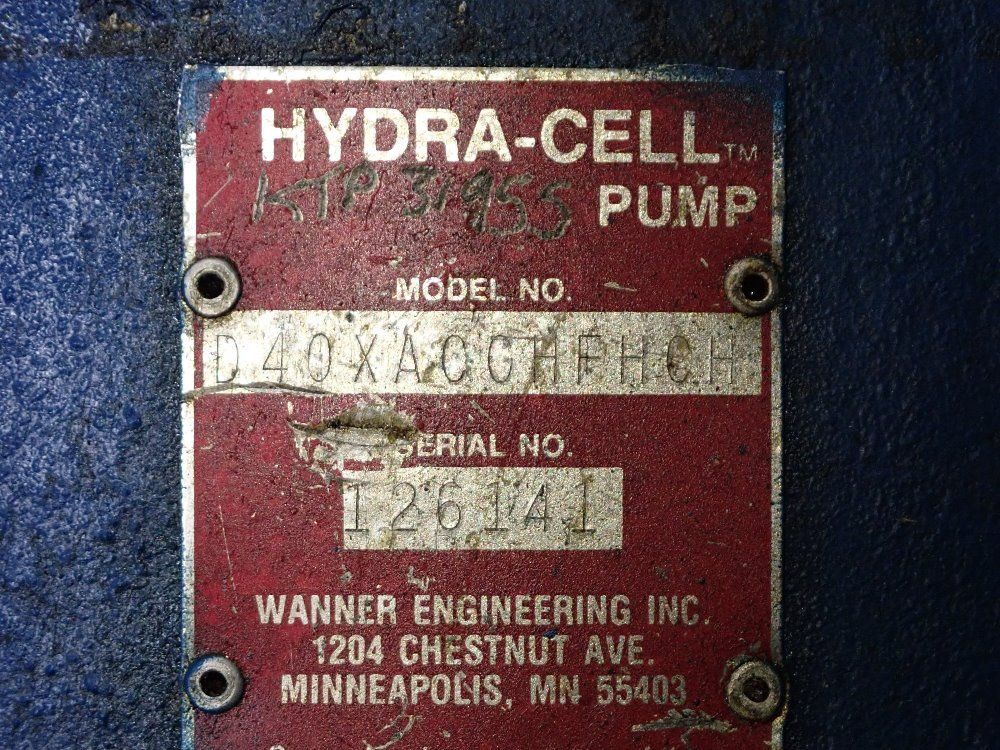 HYDRA-CELL™
KTP 31955 PUMP
MODEL NO.
SERIAL NO.
126141
WANNER ENGINEERING INC.
1204 CHESTNUT AVE.
MINNEAPOLIS, MN 55403